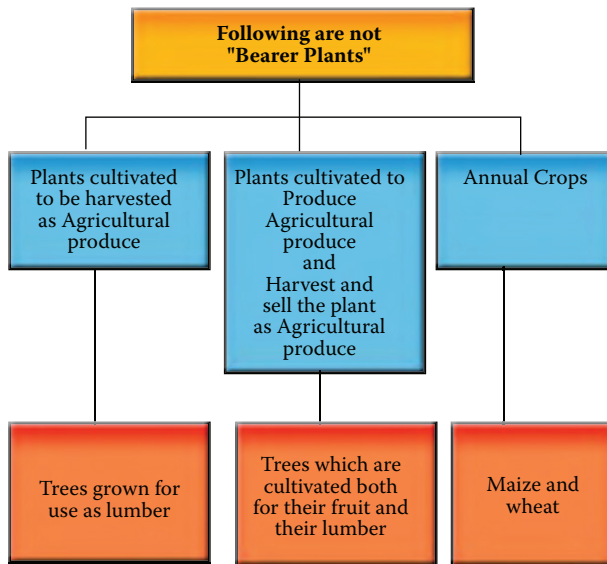 Following are not
"Bearer Plants"
Plants cultivated
to be harvested
as Agricultural
produce
Plants cultivated to
Produce
Agricultural
produce
and
Harvest and
sell the plant
as Agricultural
produce
Annual Crops
Trees grown for
use as lumber
Trees which are
cultivated both
for their fruit and
their lumber
Maize and
wheat